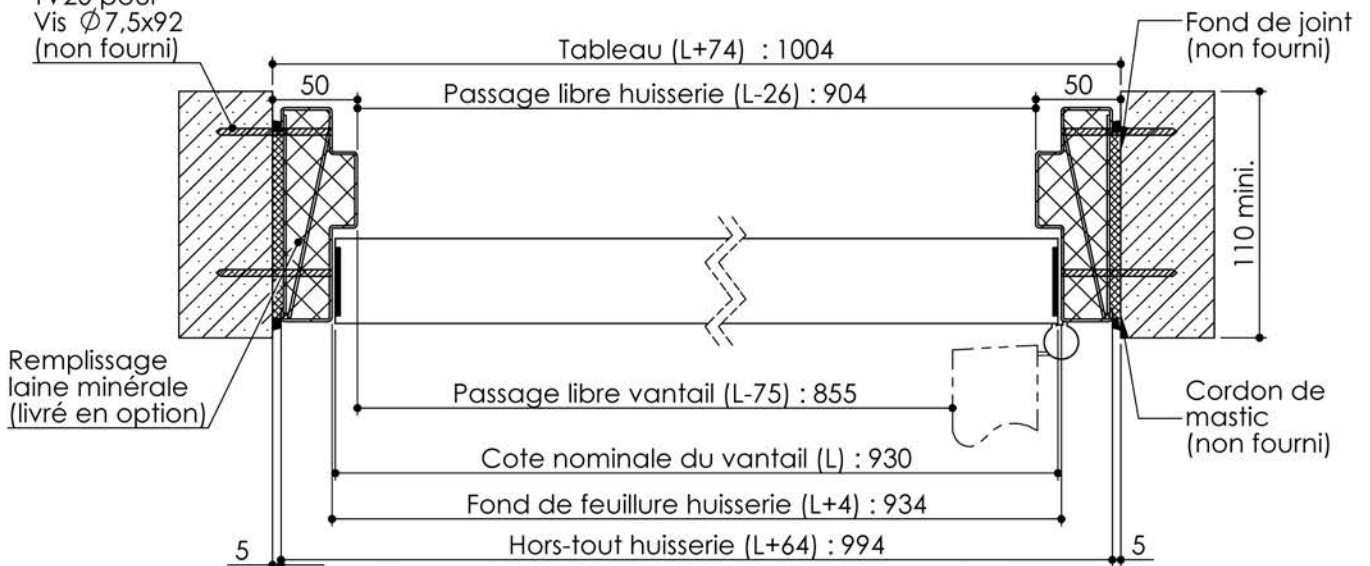 Vis Ø7,5x92
(non fourni)
Tableau (L+74) : 1004
Fond de joint
(non fourni)
50
Passage libre huisserie (L-26) : 904
50
110 mini.
Remplissage
laine minérale
(livré en option)
Passage libre vantail (L-75) : 855
Cordon de
mastic
(non fourni)
Cote nominale du vantail (L) : 930
Fond de feuillure huisserie (L+4) : 934
5
Hors-tout huisserie (L+64) : 994
5